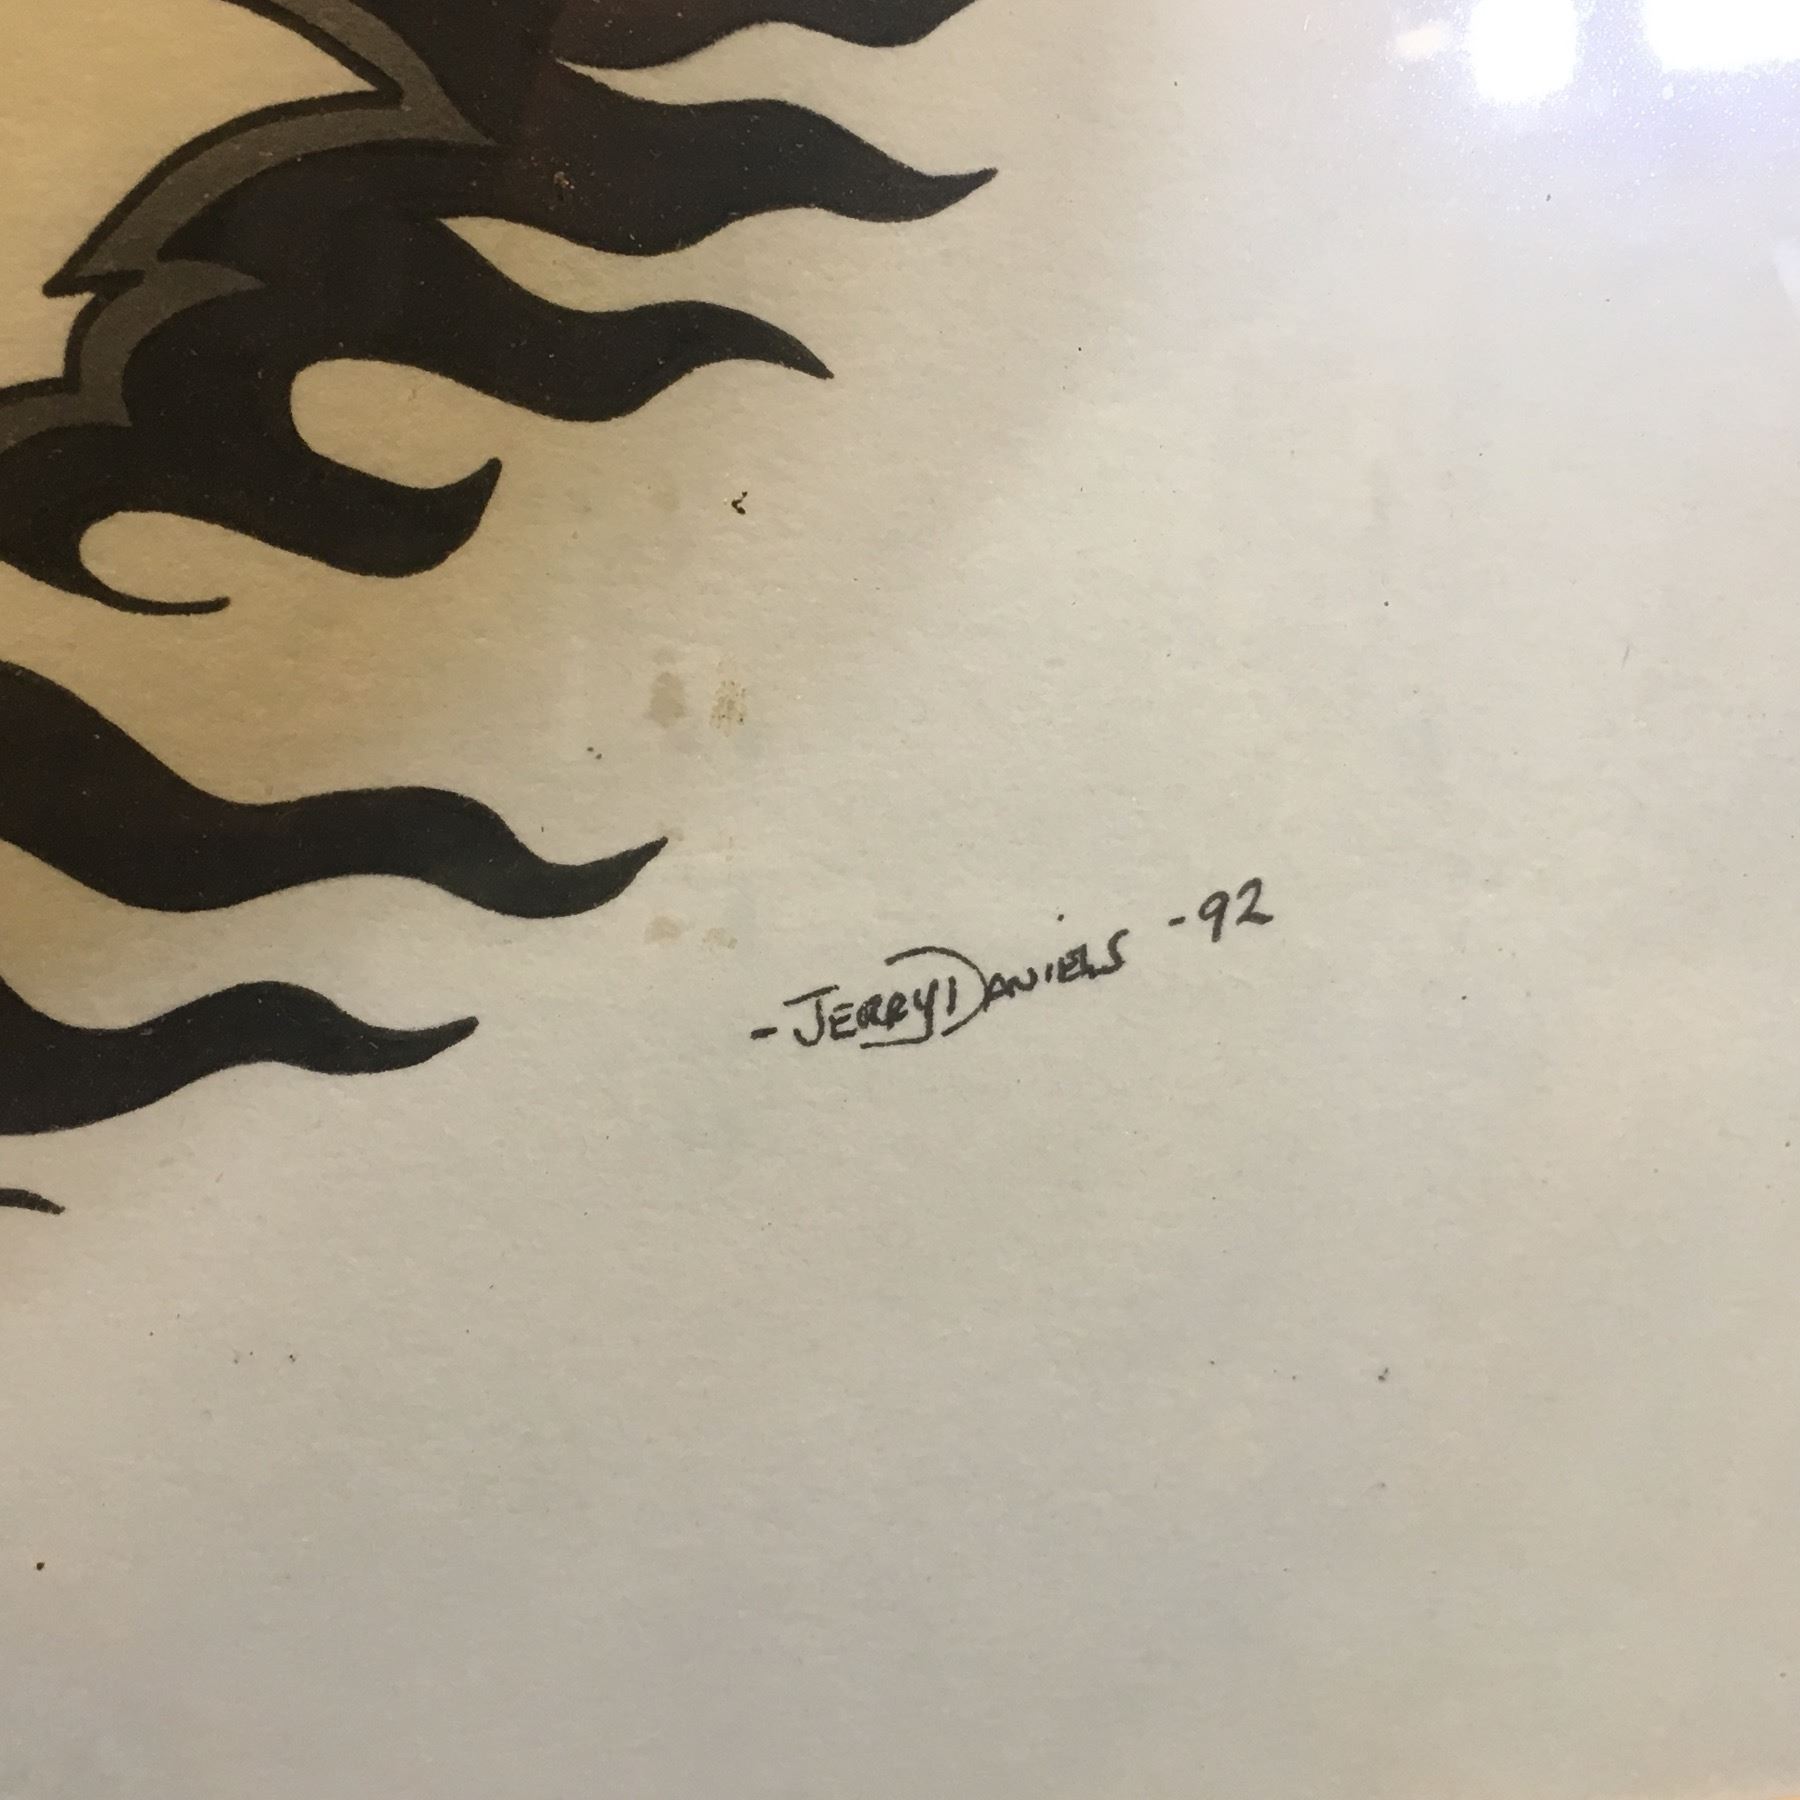 - JERRY DANIELS - 92